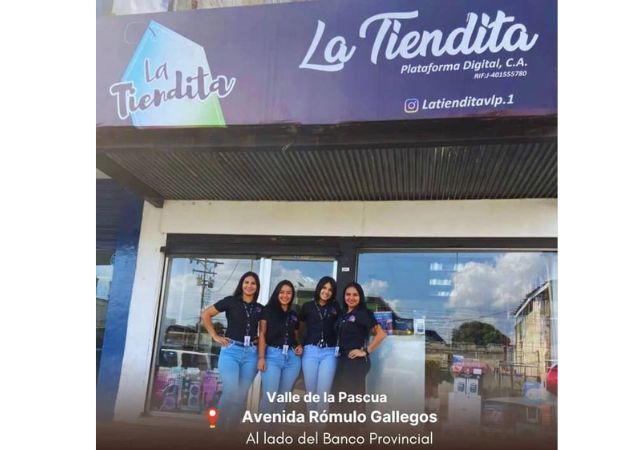 La
Tiendita
La Tiendita
Plataforma Digital, C.A.
RIF:J-401555780
Latienditavlp.1
Valle de la Pascua
Avenida Rómulo Gallegos
Al lado del Banco Provincial